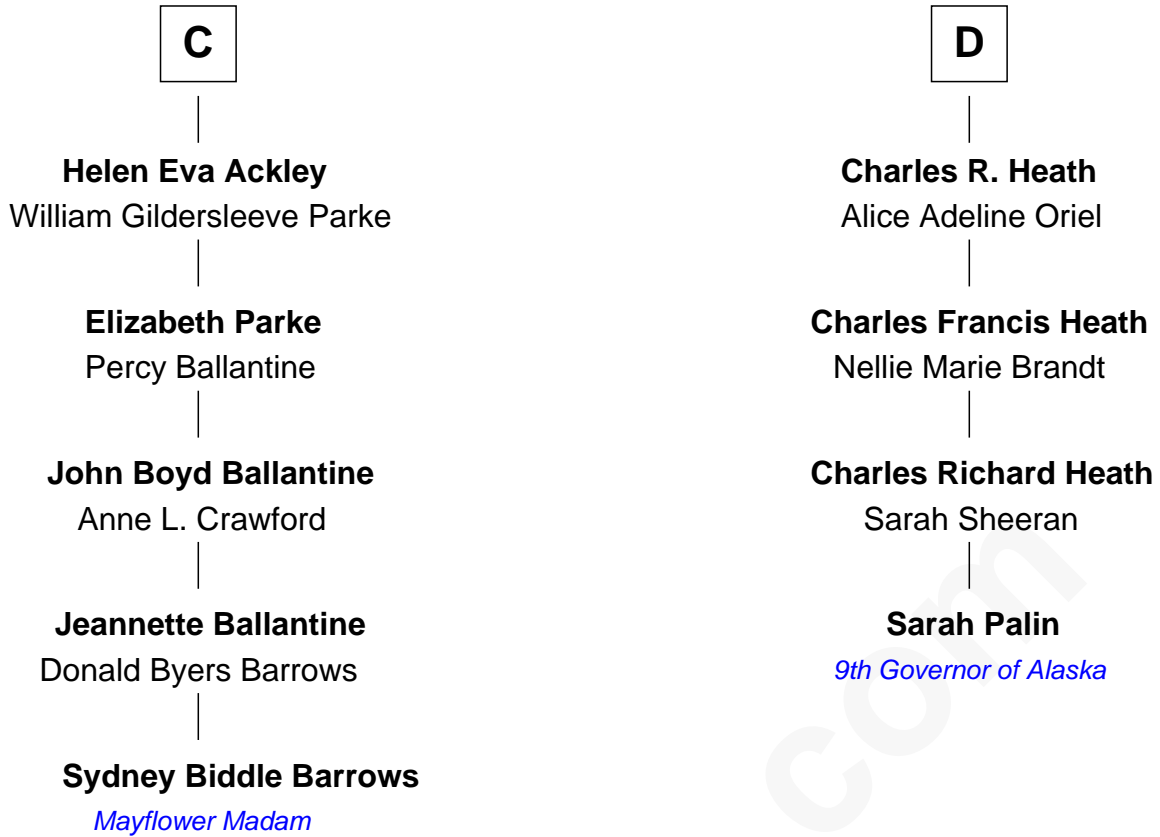 C
Helen Eva Ackley
William Gildersleeve Parke
Elizabeth Parke
Percy Ballantine
John Boyd Ballantine
Anne L. Crawford
Jeannette Ballantine
Donald Byers Barrows
Sydney Biddle Barrows
Mayflower Madam
D
Charles R. Heath
Alice Adeline Oriel
Charles Francis Heath
Nellie Marie Brandt
Charles Richard Heath
Sarah Sheeran
Sarah Palin
9th Governor of Alaska
com